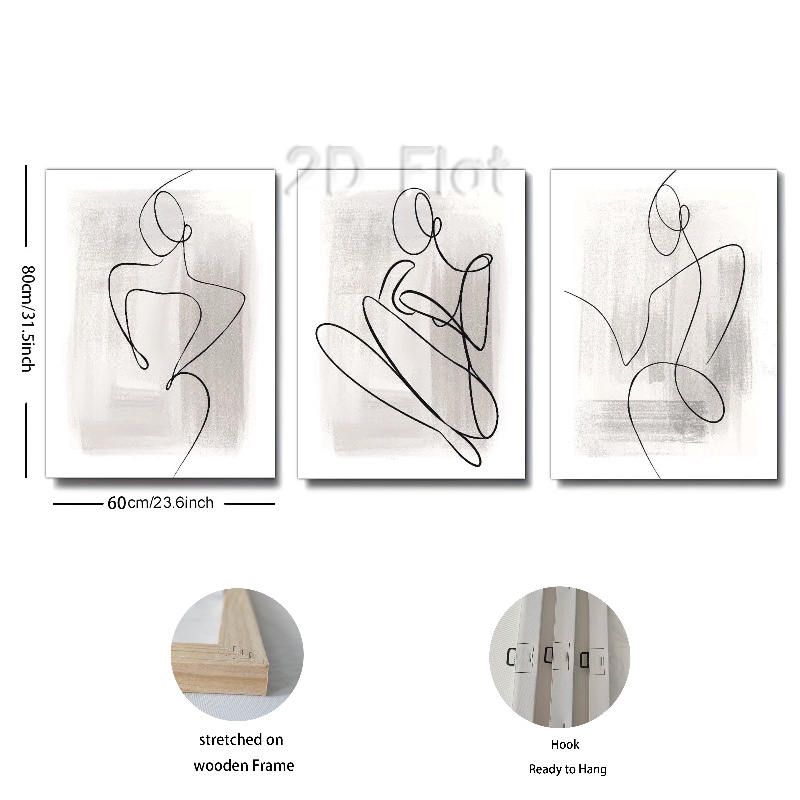 2D Flat
80cm/31.5inch
60cm/23.6inch
stretched on
wooden Frame
Hook
Ready to Hang